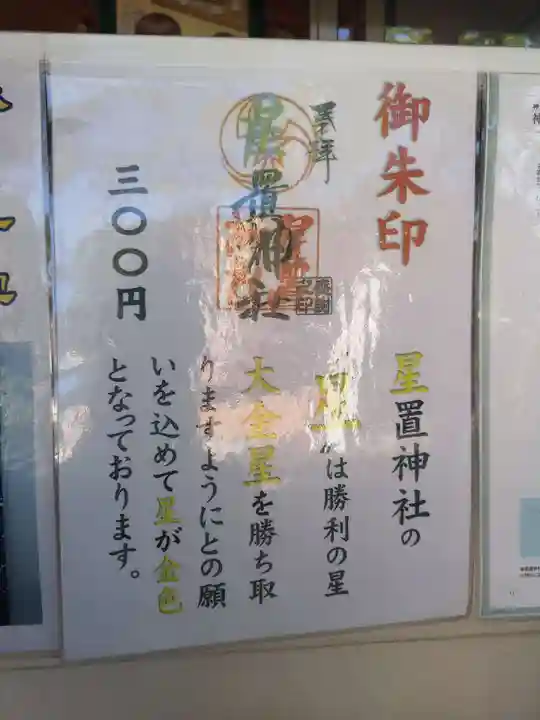 御朱印
奉拝
星置神社
三〇〇円
星置神社の
星は勝利の星
大金星を勝ち取
りますようにとの願
いを込めて星が金色
となっております。